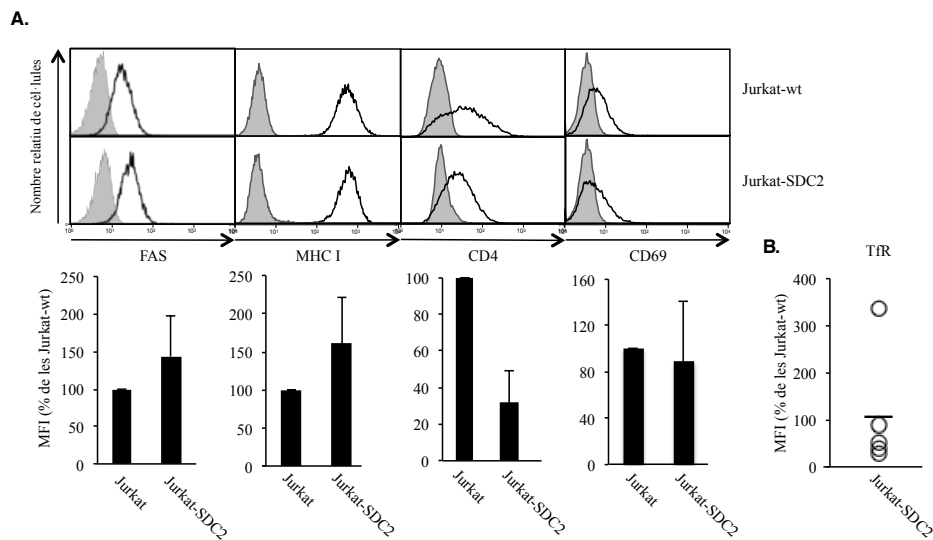 A.
Nombre relatiu de cèl·lules
Jurkat-wt
Jurkat-SDC2
FAS
MHC I
CD4
CD69
MFI (% de les Jurkat-wt)
250
200
150
100
50
0
Jurkat
Jurkat-SDC2
250
200
150
100
50
0
Jurkat
Jurkat-SDC2
100
80
60
40
20
0
Jurkat
Jurkat-SDC2
160
120
80
40
0
Jurkat
Jurkat-SDC2
B.
TfR
MFI (% de les Jurkat-wt)
400
300
200
100
0
Jurkat-SDC2